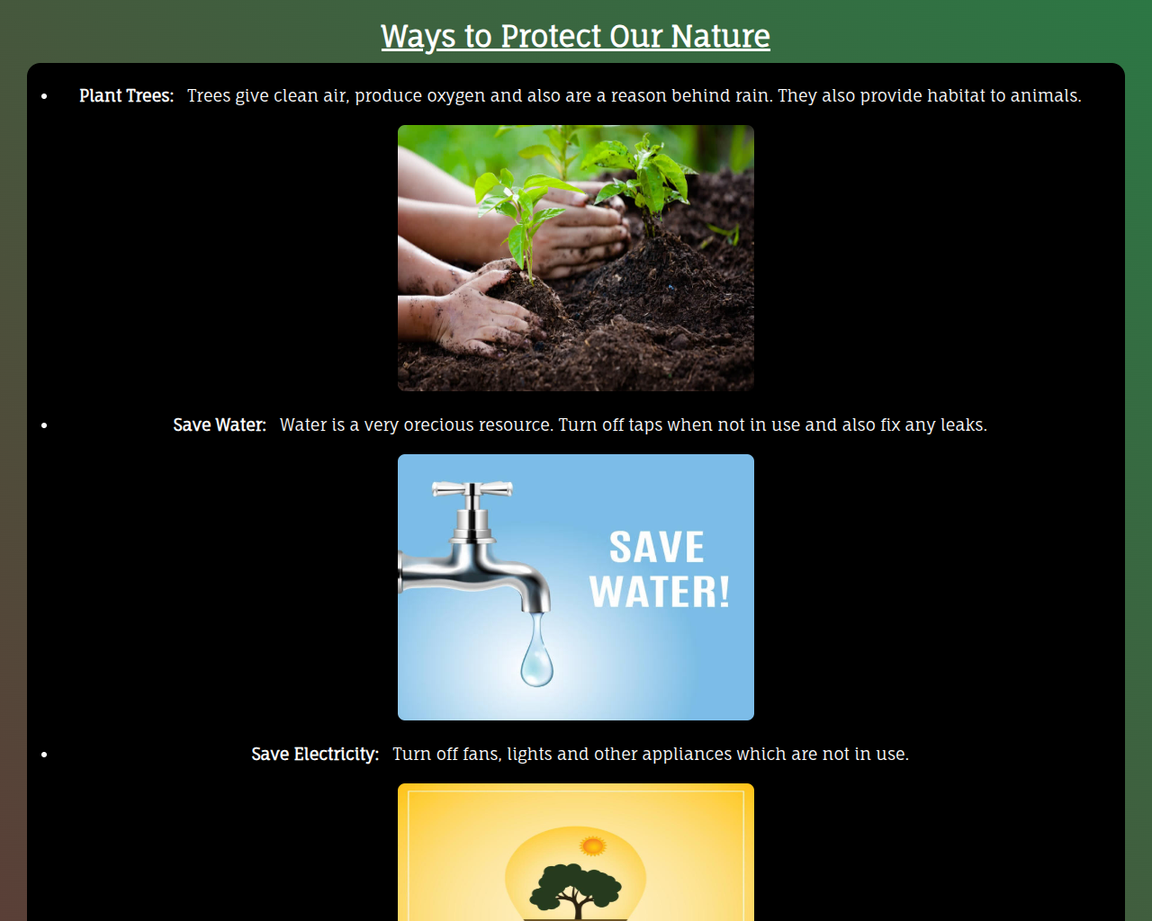 Ways to Protect Our Nature
• Plant Trees: Trees give clean air, produce oxygen and also are a reason behind rain. They also provide habitat to animals.
• Save Water: Water is a very orecious resource. Turn off taps when not in use and also fix any leaks.
SAVE
WATER!
• Save Electricity: Turn off fans, lights and other appliances which are not in use.